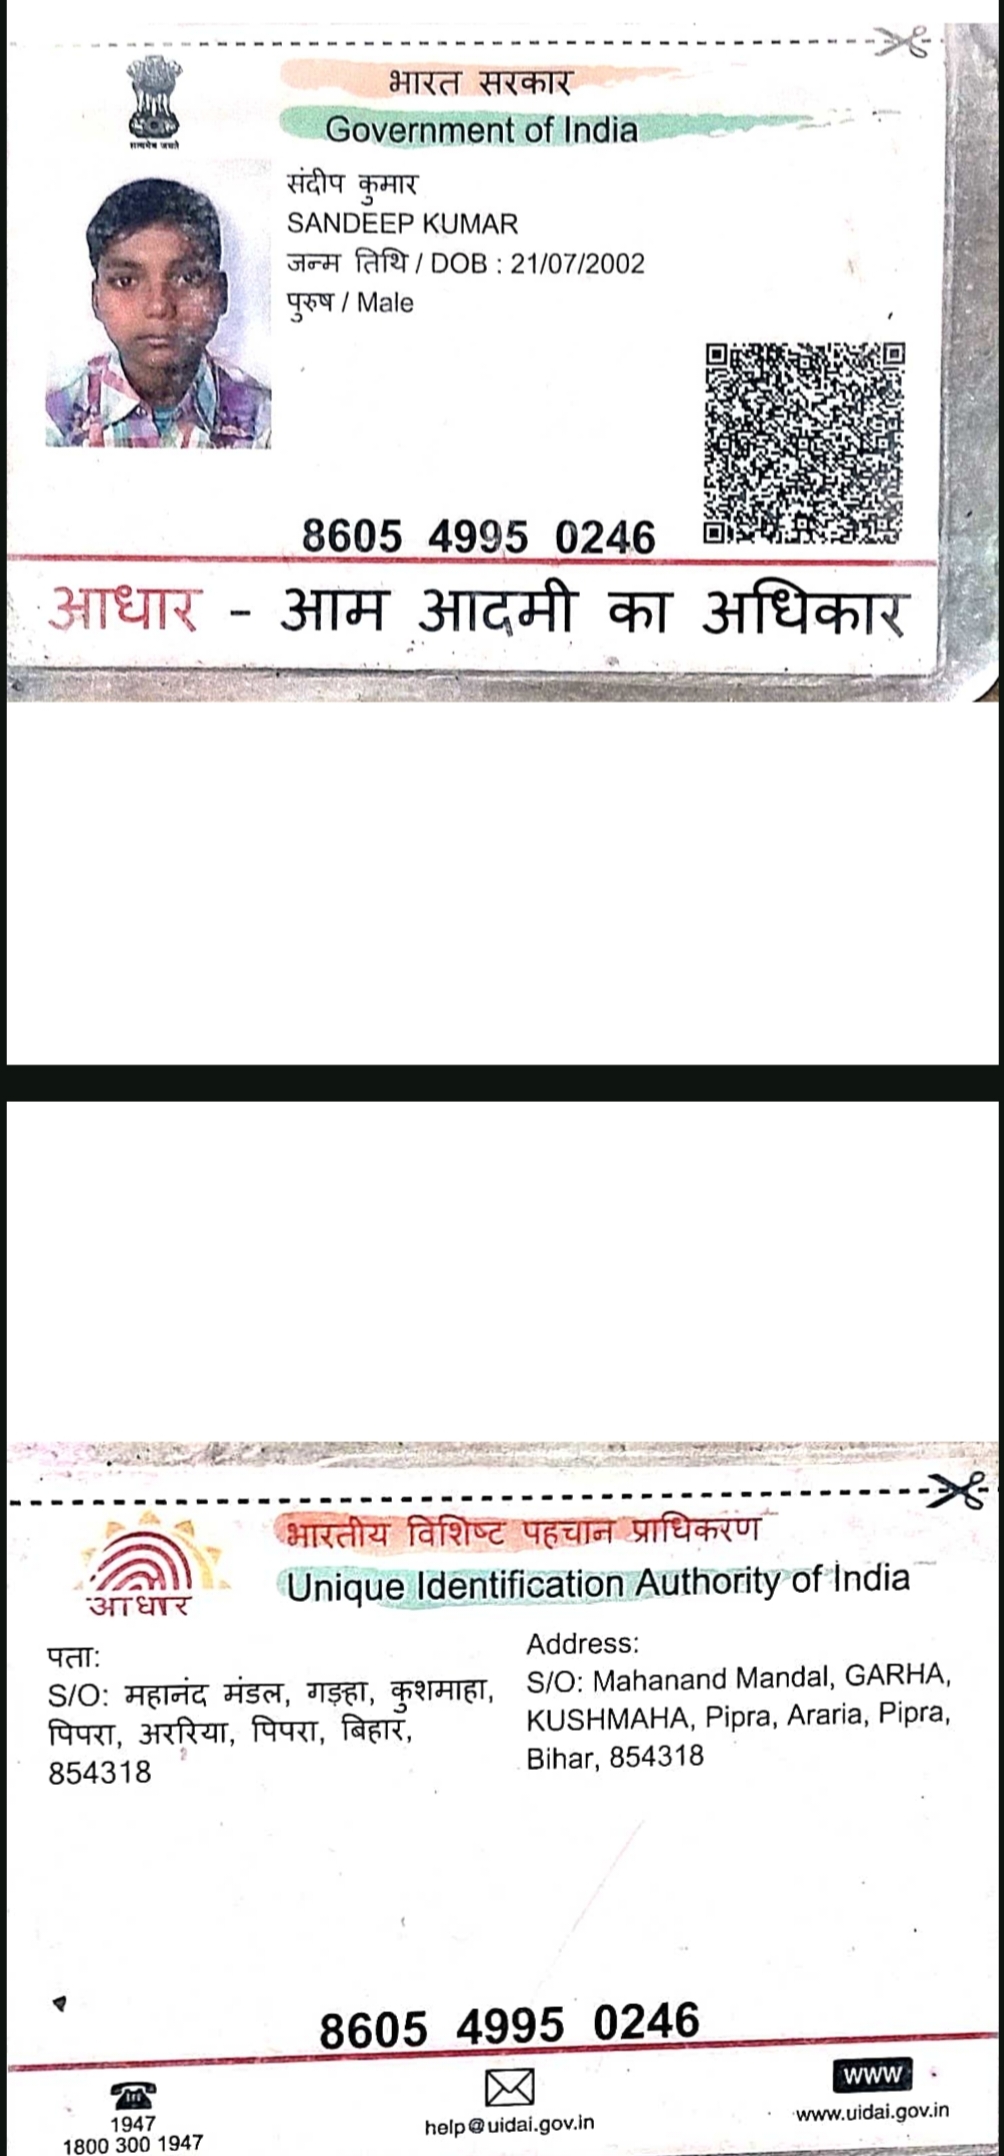 भारत सरकार
Government of India
सत्यमेव जयते
संदीप कुमार
SANDEEP KUMAR
जन्म तिथि / DOB : 21/07/2002
पुरुष / Male
8605 4995 0246
आधार - आम आदमी का अधिकार
भारतीय विशिष्ट पहचान प्राधिकरण
Unique Identification Authority of India
आधार
पता:
S/O: महानंद मंडल, गड़हा, कुशमाहा,
पिपरा, अररिया, पिपरा, बिहार,
854318
Address:
S/O: Mahanand Mandal, GARHA,
KUSHMAHA, Pipra, Araria, Pipra,
Bihar, 854318
8605 4995 0246
1947
1800 300 1947
help@uidai.gov.in
WWW
www.uidai.gov.in